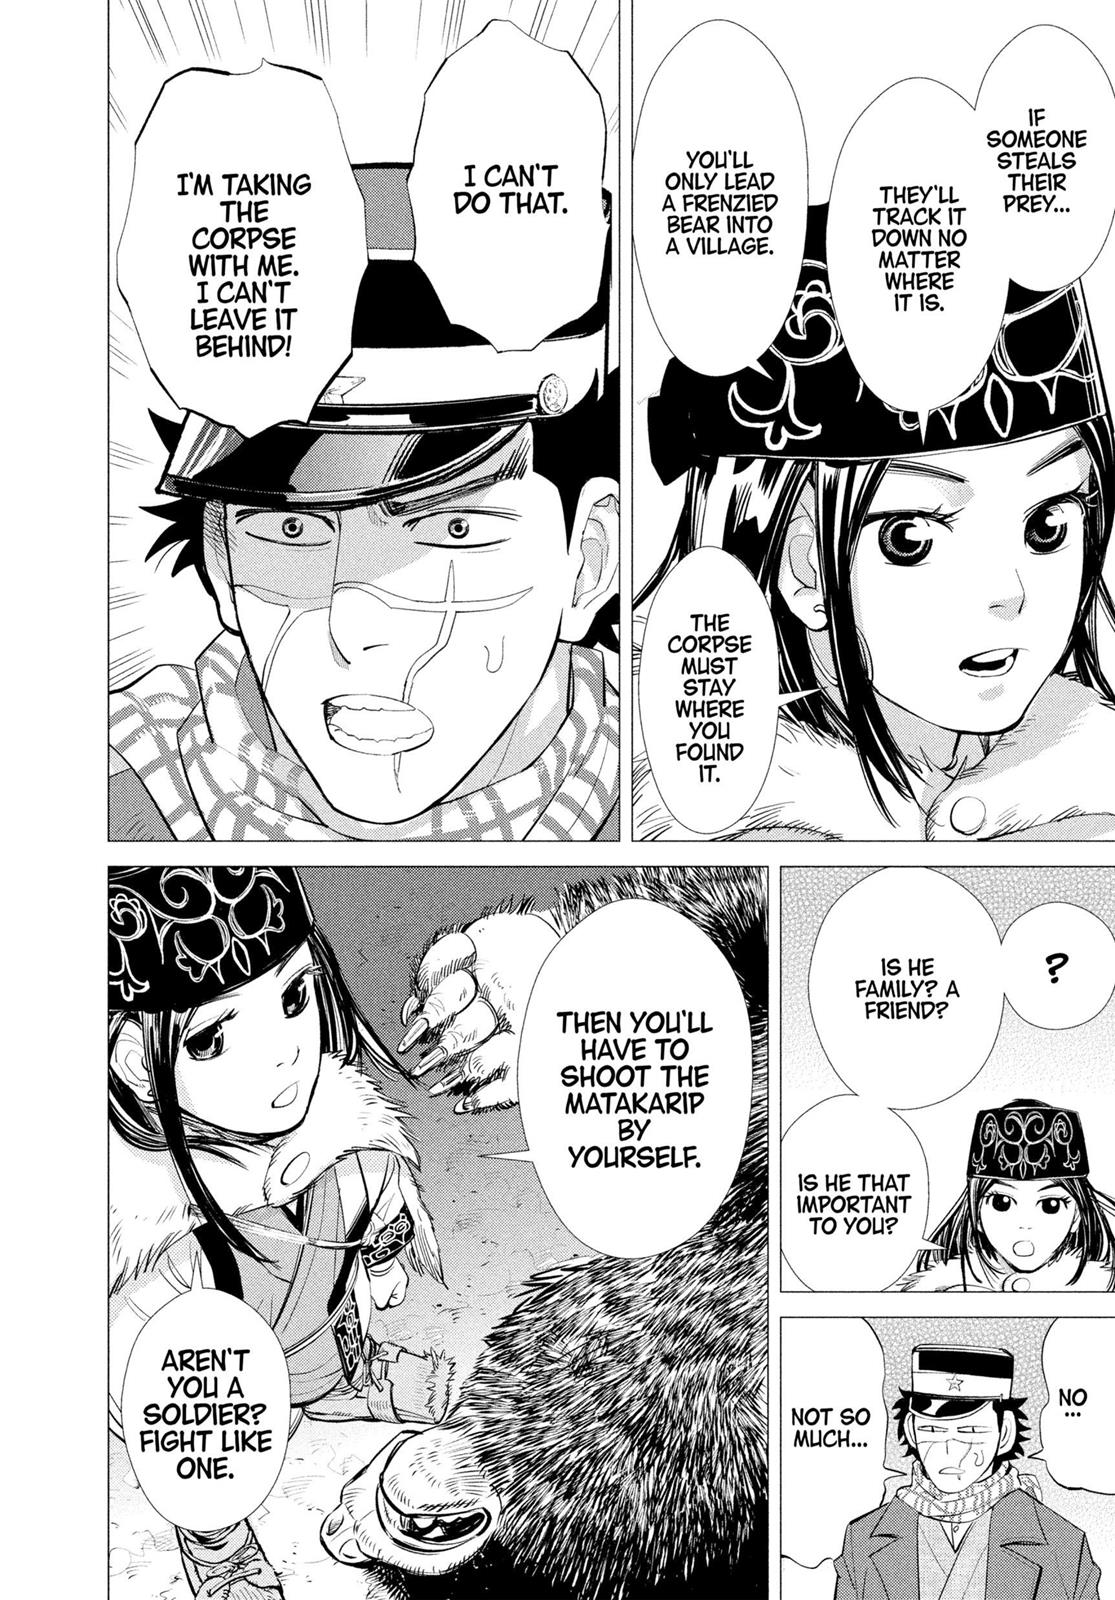 IF
SOMEONE
STEALS
THEIR
PREY...
THEY'LL
TRACK IT
DOWN NO
MATTER
WHERE
IT IS.
YOU'LL
ONLY LEAD
A FRENZIED
BEAR INTO
A VILLAGE.
THE
CORPSE
MUST
STAY
WHERE
YOU
FOUND
IT.
I CAN'T
DO THAT.
I'M TAKING
THE
CORPSE
WITH ME.
I CAN'T
LEAVE IT
BEHIND!
?
IS HE
FAMILY? A
FRIEND?
IS HE THAT
IMPORTANT
TO YOU?
NO
...
NOT SO
MUCH...
THEN YOU'LL
HAVE TO
SHOOT THE
MATAKARIP
BY
YOURSELF.
AREN'T
YOU A
SOLDIER?
FIGHT LIKE
ONE.